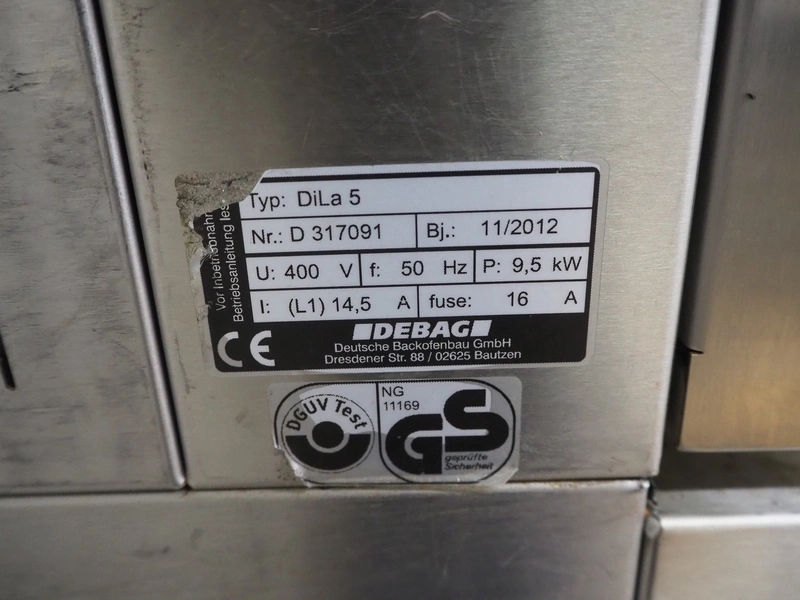 Typ: DiLa 5
Nr.: D 317091 Bj.: 11/2012
U: 400 V f: 50 Hz P: 9,5 kW
I: (L1) 14,5 A fuse: 16 A
Vor
Betriebsanleitung
CE
DEBAG
Deutsche Backofenbau GmbH
Dresdener Str. 88 / 02625 Bautzen
DGUV Test
NG
11169
GS
geprüfte
Sicherheit